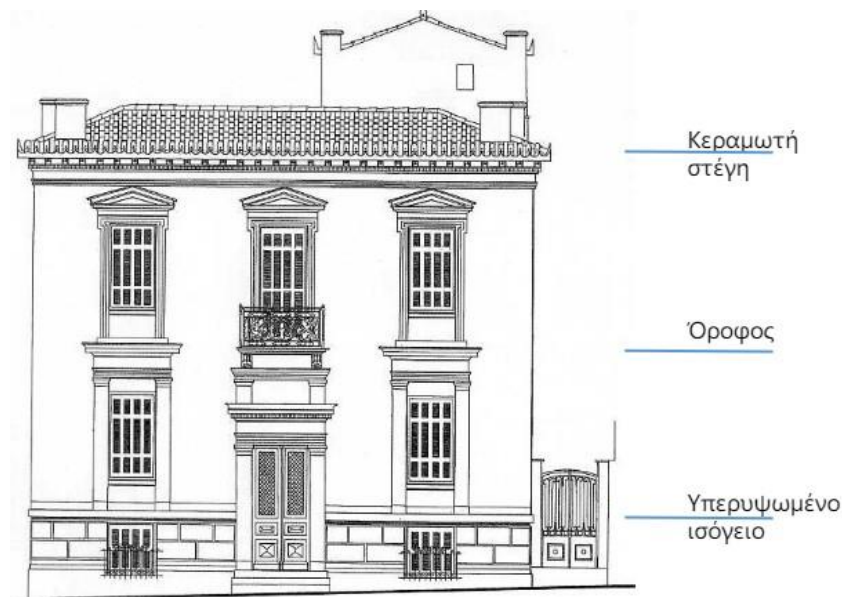 Κεραμωτή
στέγη
Όροφος
Υπερυψωμένο
ισόγειο